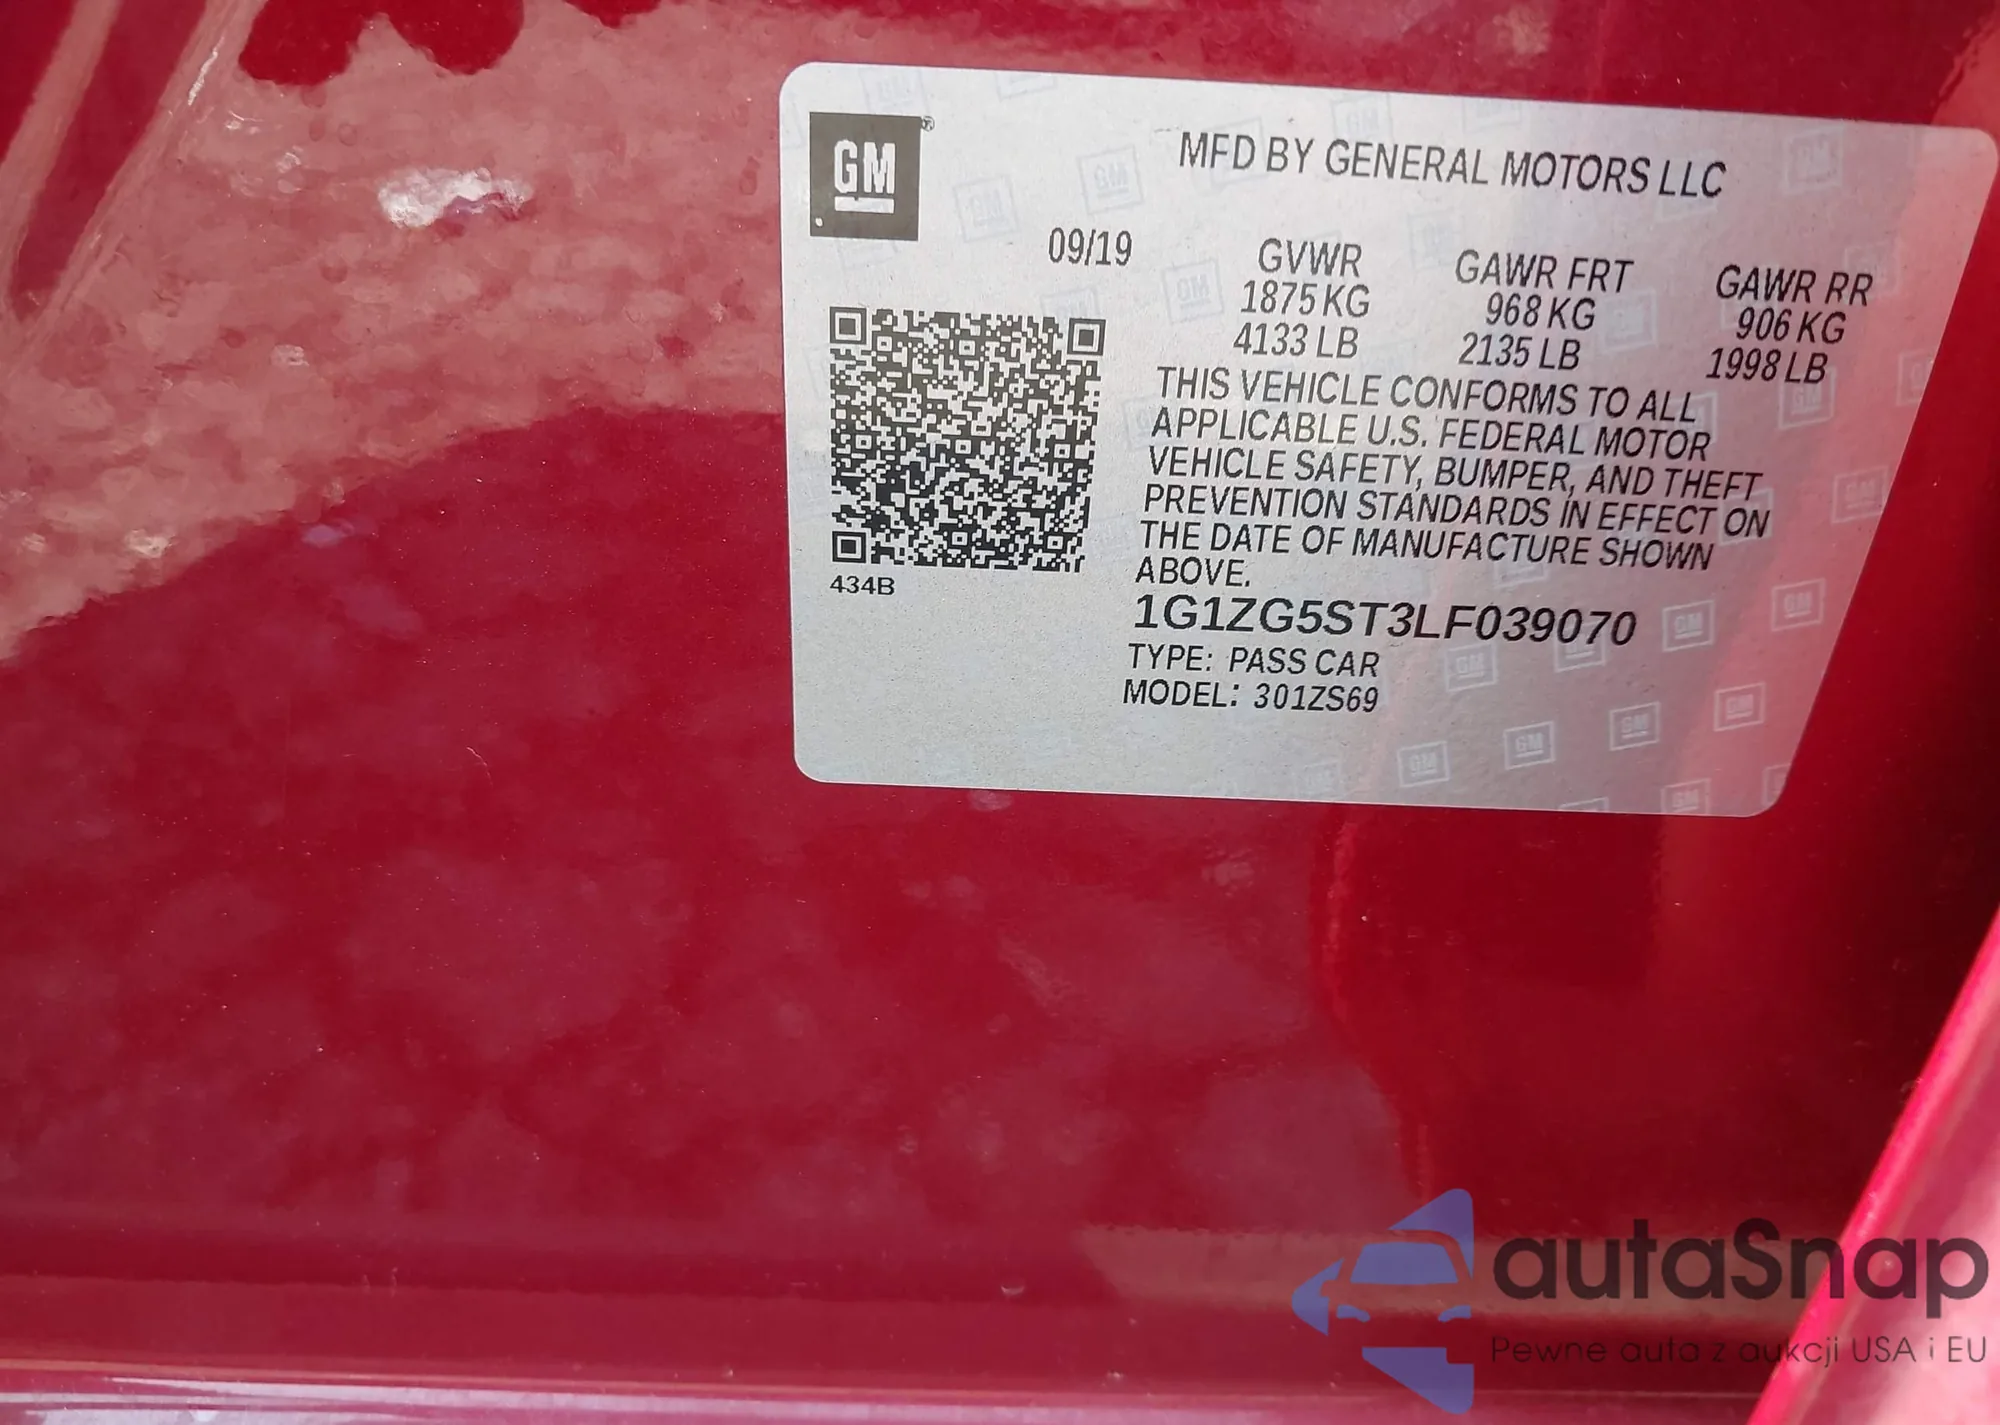 GM
MFD BY GENERAL MOTORS LLC
09/19
GVWR GAWR FRT GAWR RR
1875 KG 968 KG 906 KG
4133 LB 2135 LB 1998 LB
THIS VEHICLE CONFORMS TO ALL
APPLICABLE U.S. FEDERAL MOTOR
VEHICLE SAFETY, BUMPER, AND THEFT
PREVENTION STANDARDS IN EFFECT ON
THE DATE OF MANUFACTURE SHOWN
ABOVE.
434B
1G1ZG5ST3LF039070
TYPE: PASS CAR
MODEL: 301ZS69
autaSnap
Pewne auta z aukcji USA i EU